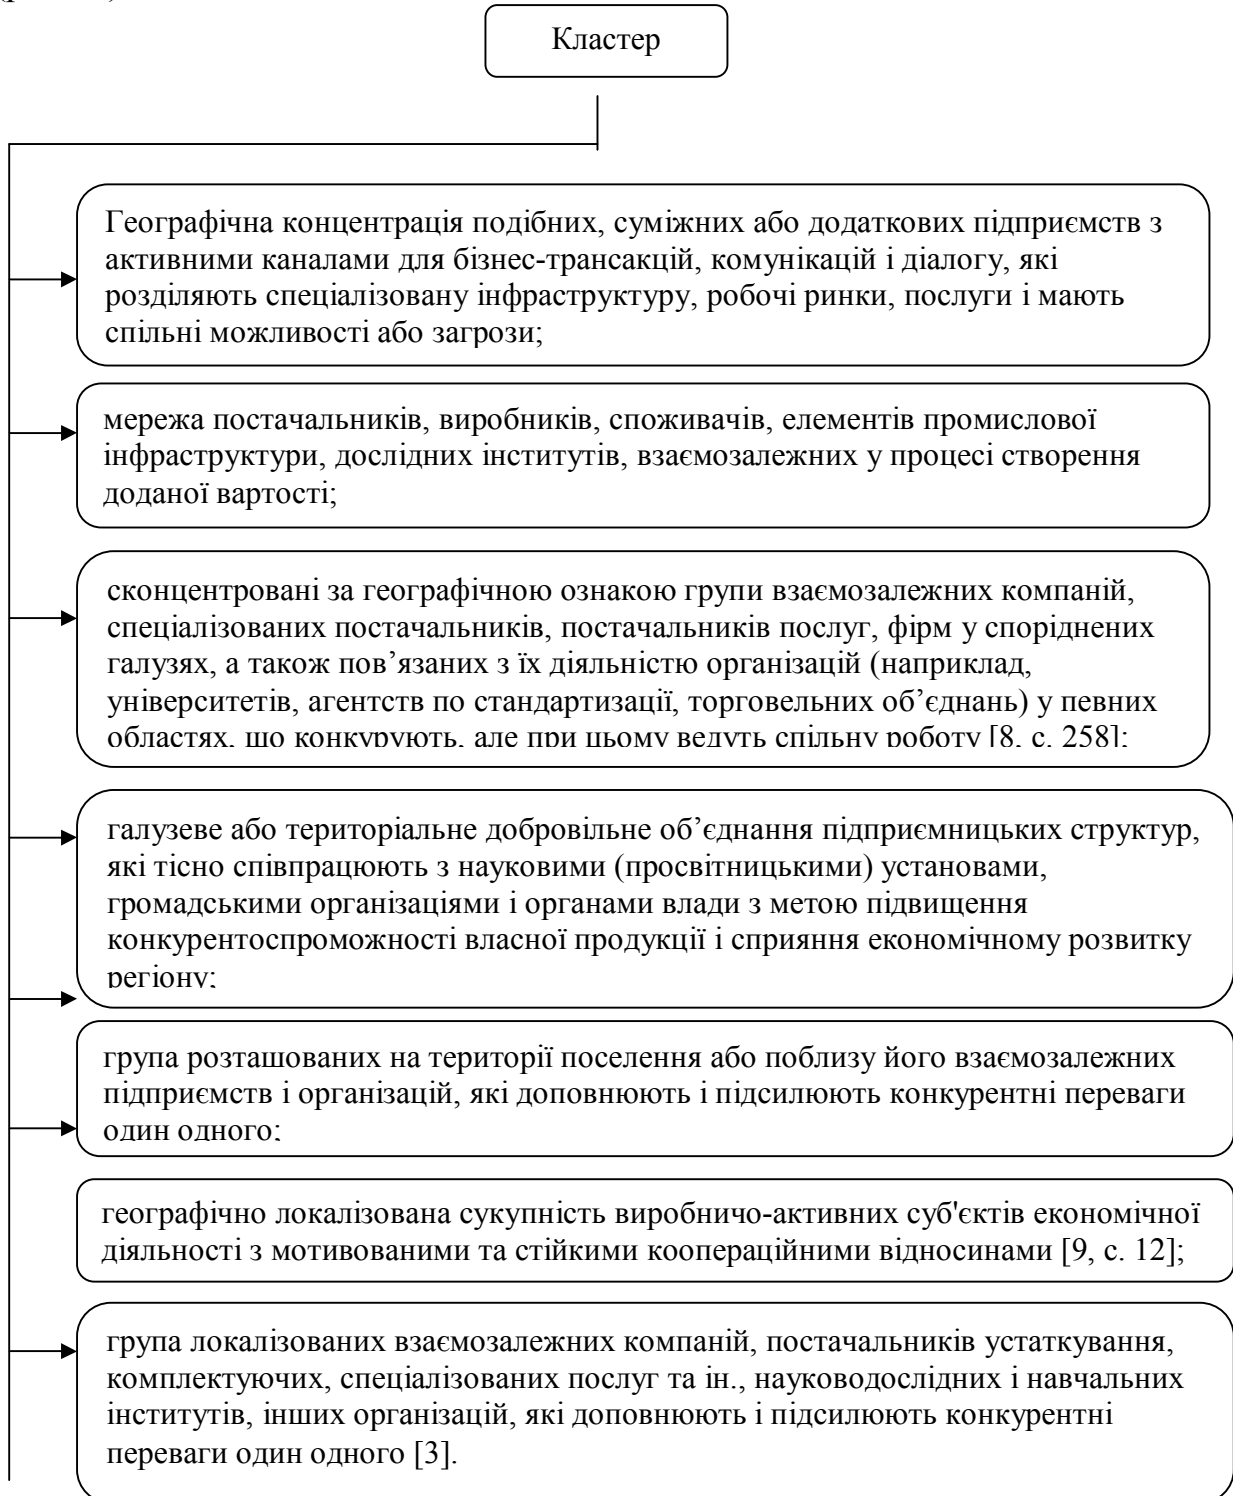 Кластер
Географічна концентрація подібних, суміжних або додаткових підприємств з
активними каналами для бізнес-трансакцій, комунікацій і діалогу, які
розділяють спеціалізовану інфраструктуру, робочі ринки, послуги і мають
спільні можливості або загрози;
мережа постачальників, виробників, споживачів, елементів промислової
інфраструктури, дослідних інститутів, взаємозалежних у процесі створення
доданої вартості;
сконцентровані за географічною ознакою групи взаємозалежних компаній,
спеціалізованих постачальників, постачальників послуг, фірм у споріднених
галузях, а також пов’язаних з їх діяльністю організацій (наприклад,
університетів, агентств по стандартизації, торговельних об’єднань) у певних
областях, що конкурують, але при цьому ведуть спільну роботу [8, с. 258];
галузеве або територіальне добровільне об’єднання підприємницьких структур,
які тісно співпрацюють з науковими (просвітницькими) установами,
громадськими організаціями і органами влади з метою підвищення
конкурентоспроможності власної продукції і сприяння економічному розвитку
регіону;
група розташованих на території поселення або поблизу його взаємозалежних
підприємств і організацій, які доповнюють і підсилюють конкурентні переваги
один одного;
географічно локалізована сукупність виробничо-активних суб'єктів економічної
діяльності з мотивованими та стійкими коопераційними відносинами [9, с. 12];
група локалізованих взаємозалежних компаній, постачальників устаткування,
комплектуючих, спеціалізованих послуг та ін., науководослідних і навчальних
інститутів, інших організацій, які доповнюють і підсилюють конкурентні
переваги один одного [3].